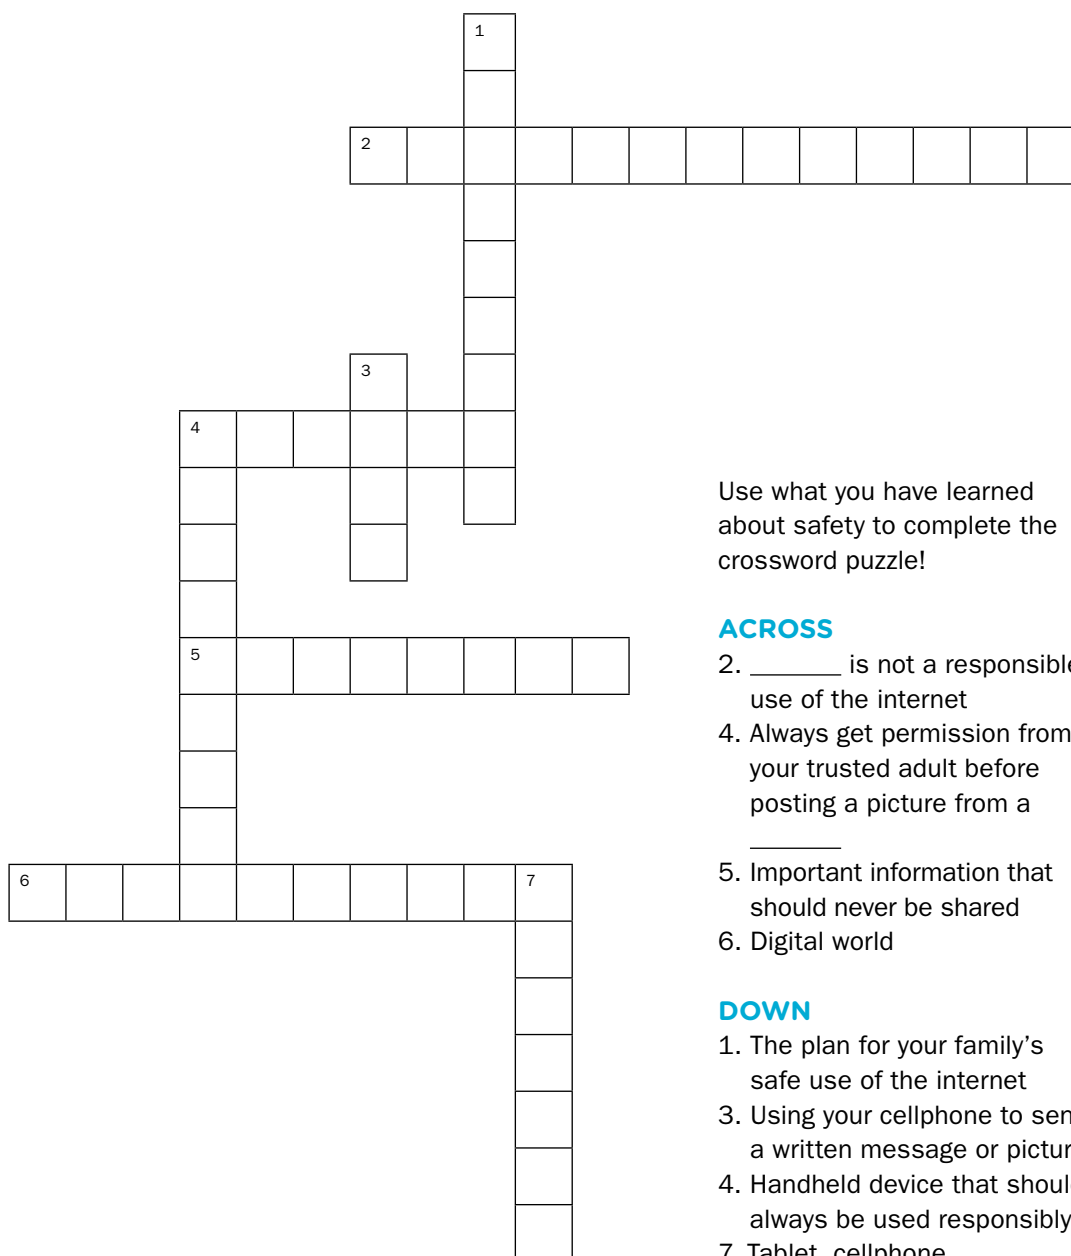 1
2
3
4
5
6
7
Use what you have learned
about safety to complete the
crossword puzzle!
ACROSS
2. _______ is not a responsible
use of the internet
4. Always get permission from
your trusted adult before
posting a picture from a
_______
5. Important information that
should never be shared
6. Digital world
DOWN
1. The plan for your family’s
safe use of the internet
3. Using your cellphone to sen
a written message or pictur
4. Handheld device that shoul
always be used responsibly
7. Tablet, cellphone